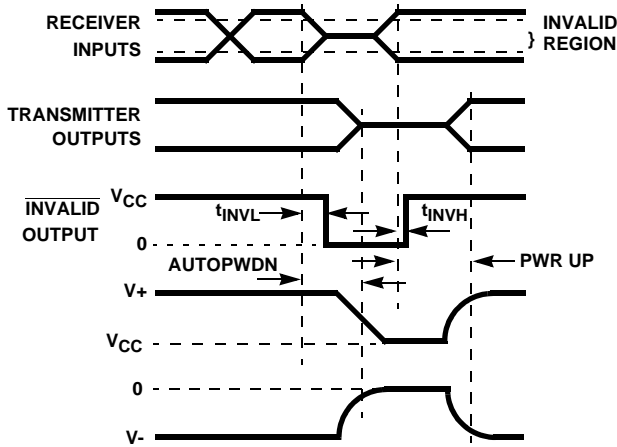 RECEIVER
INPUTS
} INVALID
REGION
TRANSMITTER
OUTPUTS
INVALID
OUTPUT
VCC
0
tINVL
tINVH
AUTOPWDN
PWR UP
V+
VCC
0
V-